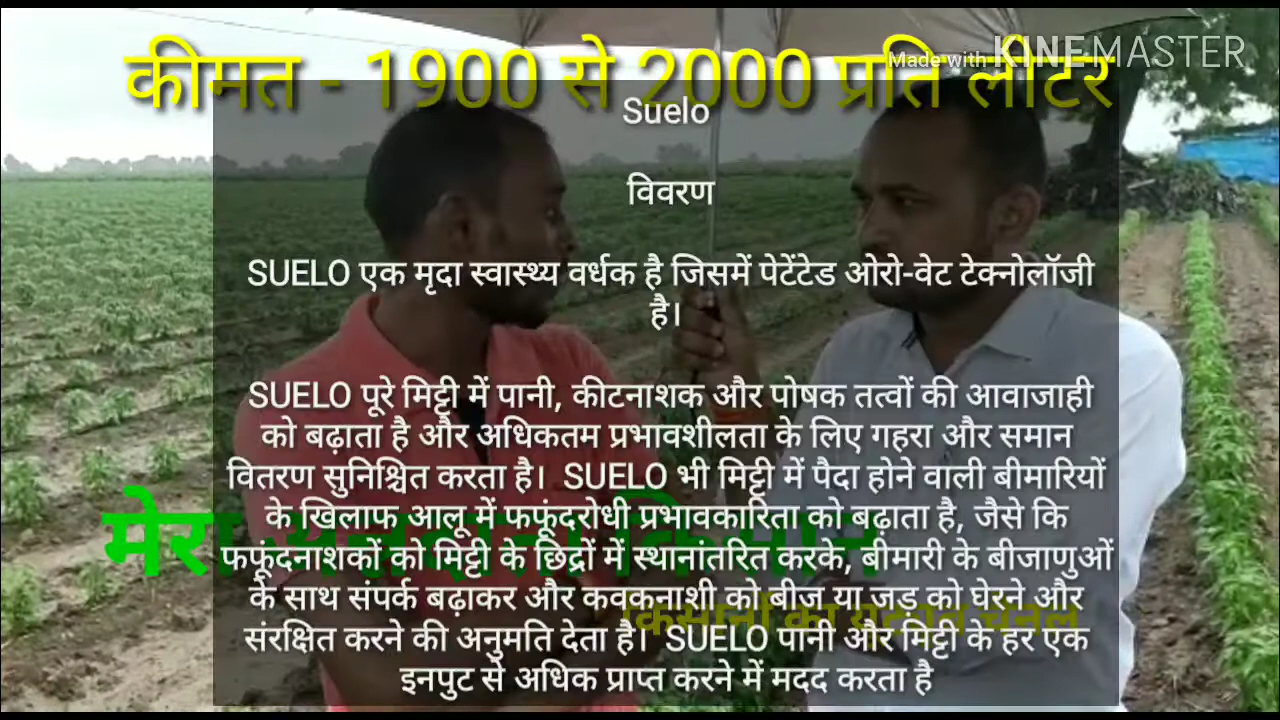 Made with KINEMASTER
कीमत - 1900 से 2000 प्रति लीटर
Suelo
विवरण
SUELO एक मृदा स्वास्थ्य वर्धक है जिसमें पेटेंटेड ओरो-वेट टेक्नोलॉजी
है।
SUELO पूरे मिट्टी में पानी, कीटनाशक और पोषक तत्वों की आवाजाही
को बढ़ाता है और अधिकतम प्रभावशीलता के लिए गहरा और समान
वितरण सुनिश्चित करता है। SUELO भी मिट्टी में पैदा होने वाली बीमारियों
के खिलाफ आलू में फफूंदरोधी प्रभावकारिता को बढ़ाता है, जैसे कि
फफूंदनाशकों को मिट्टी के छिद्रों में स्थानांतरित करके, बीमारी के बीजाणुओं
के साथ संपर्क बढ़ाकर और कवकनाशी को बीज या जड़ को घेरने और
संरक्षित करने की अनुमति देता है। SUELO पानी और मिट्टी के हर एक
इनपुट से अधिक प्राप्त करने में मदद करता है
मेरा किसान
किसानों का चैनल